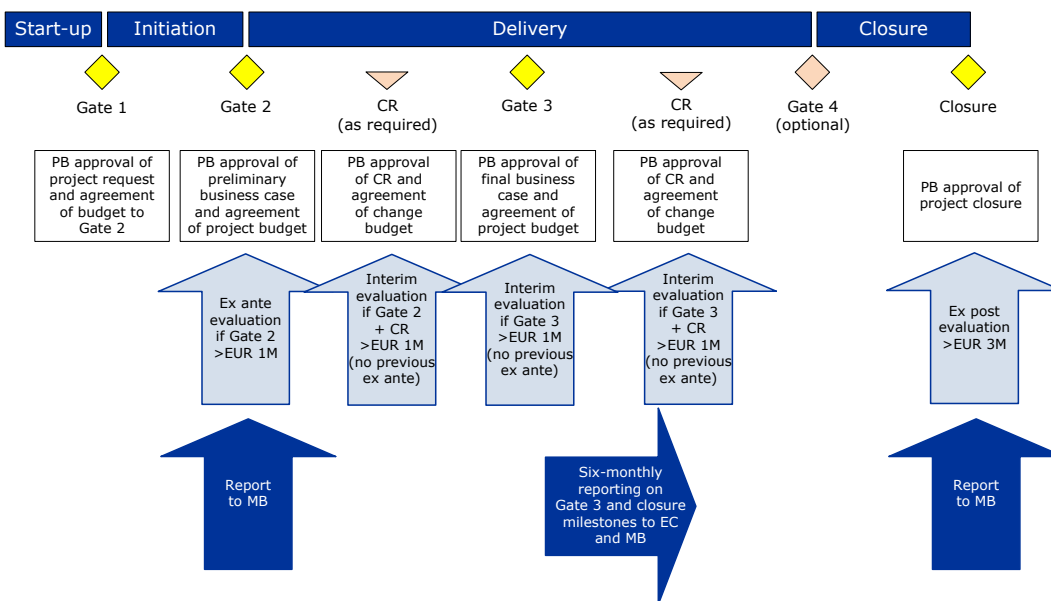 Start-up
Initiation
Delivery
Closure
Gate 1
Gate 2
CR
(as required)
Gate 3
CR
(as required)
Gate 4
(optional)
Closure
PB approval of
project request
and agreement
of budget to
Gate 2
PB approval of
preliminary
business case
and agreement
of project budget
PB approval
of CR and
agreement
of change
budget
PB approval of
final business
case and
agreement of
project budget
PB approval
of CR and
agreement
of change
budget
PB approval of
project closure
Ex ante
evaluation
if Gate 2
>EUR 1M
Interim
evaluation
if Gate 2
+ CR
>EUR 1M
(no previous
ex ante)
Interim
evaluation
if Gate 3
>EUR 1M
(no previous
ex ante)
Interim
evaluation
if Gate 3
+ CR
>EUR 1M
(no previous
ex ante)
Ex post
evaluation
>EUR 3M
Report
to MB
Six-monthly
reporting on
Gate 3 and closure
milestones to EC
and MB
Report
to MB